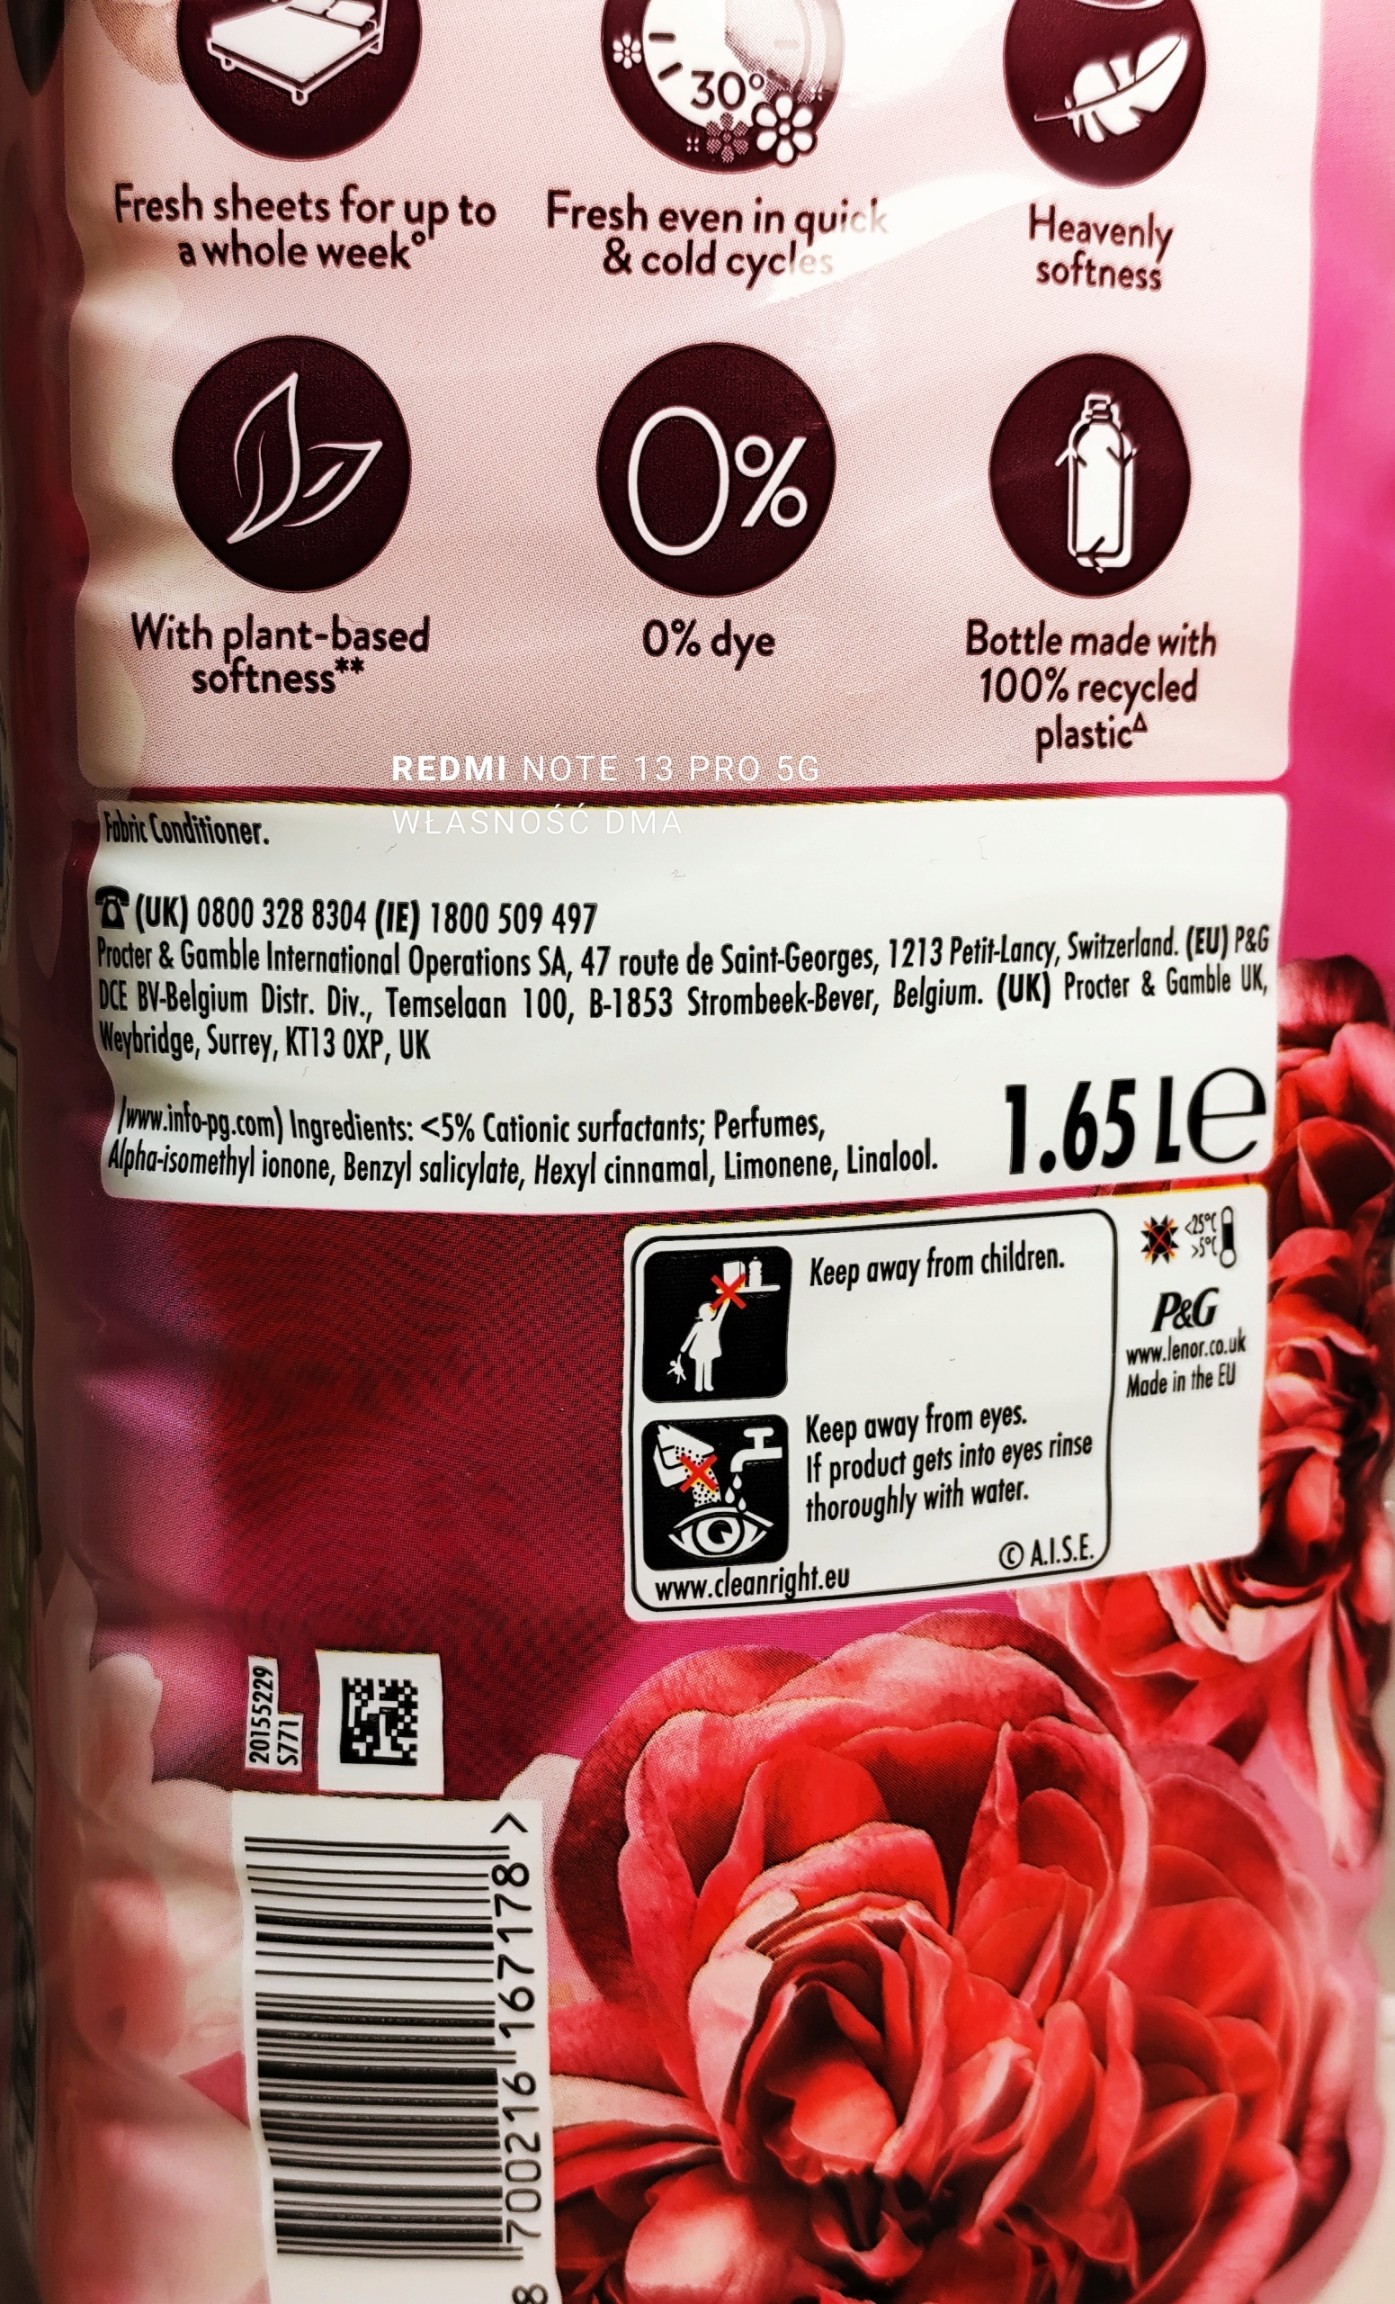 30°
Fresh sheets for up to
a whole week°
Fresh even in quick
& cold cycles
Heavenly
softness
0%
With plant-based
softness**
0% dye
Bottle made with
100% recycled
plasticΔ
REDMI NOTE 13 PRO 5G
WŁASNOŚĆ DMA
Fabric Conditioner.
(UK) 0800 328 8304 (IE) 1800 509 497
Procter & Gamble International Operations SA, 47 route de Saint-Georges, 1213 Petit-Lancy, Switzerland. (EU) P&G
DCE BV-Belgium Distr. Div., Temselaan 100, B-1853 Strombeek-Bever, Belgium. (UK) Procter & Gamble UK,
Weybridge, Surrey, KT13 0XP, UK
(www.info-pg.com) Ingredients: <5% Cationic surfactants; Perfumes,
Alpha-isomethyl ionone, Benzyl salicylate, Hexyl cinnamal, Limonene, Linalool.
1.65 L℮
Keep away from children.
Keep away from eyes.
If product gets into eyes rinse
thoroughly with water.
www.cleanright.eu
© A.I.S.E.
<25°C
>5°C
P&G
www.lenor.co.uk
Made in the EU
20155229
S771
8 700216 167178 >